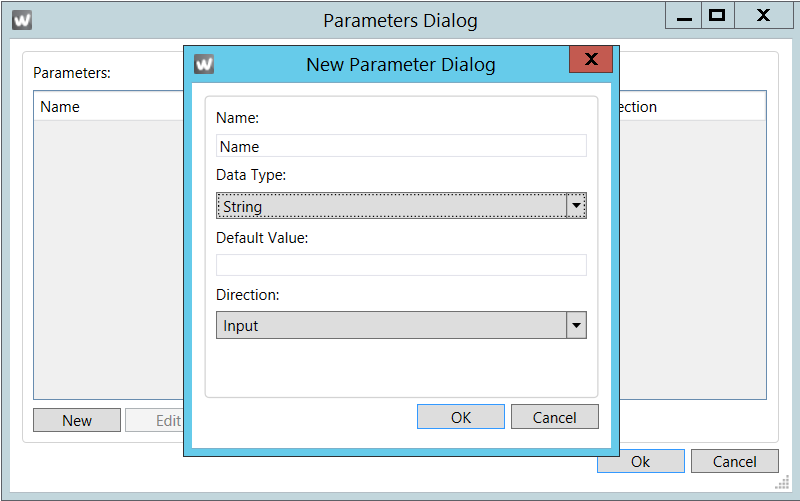 Parameters Dialog
Parameters:
Name
ection
New Parameter Dialog
Name:
Name
Data Type:
String
Default Value:
Direction:
Input
OK Cancel
New Edit
Ok Cancel